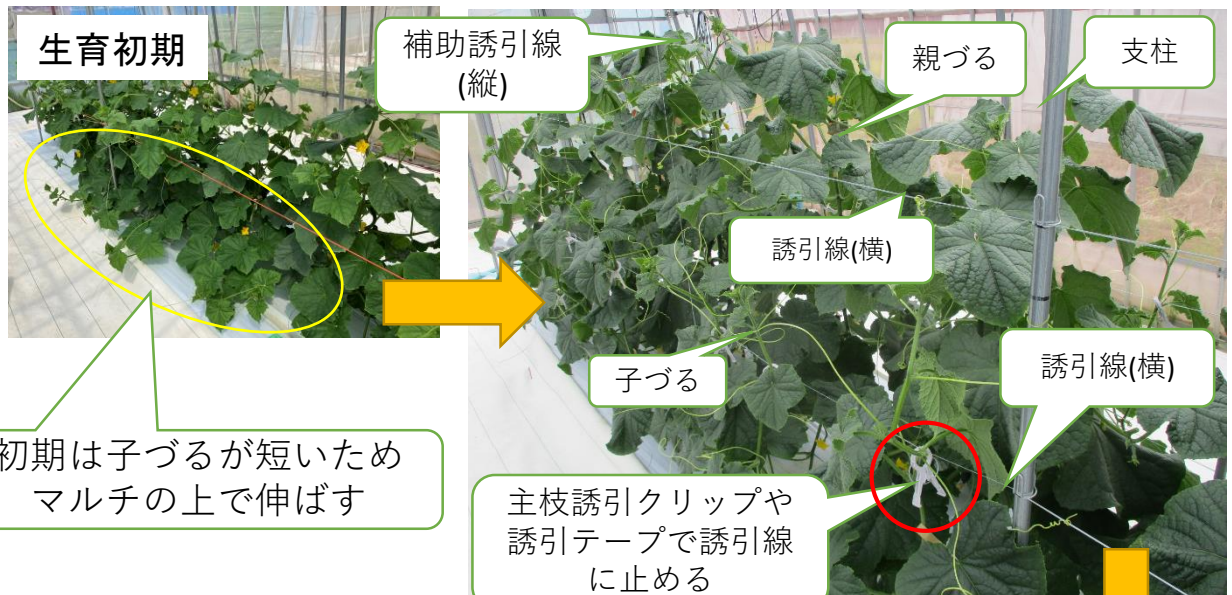 生育初期
補助誘引線
(縦)
親づる
支柱
誘引線(横)
子づる
誘引線(横)
初期は子づるが短いため
マルチの上で伸ばす
主枝誘引クリップや
誘引テープで誘引線
に止める